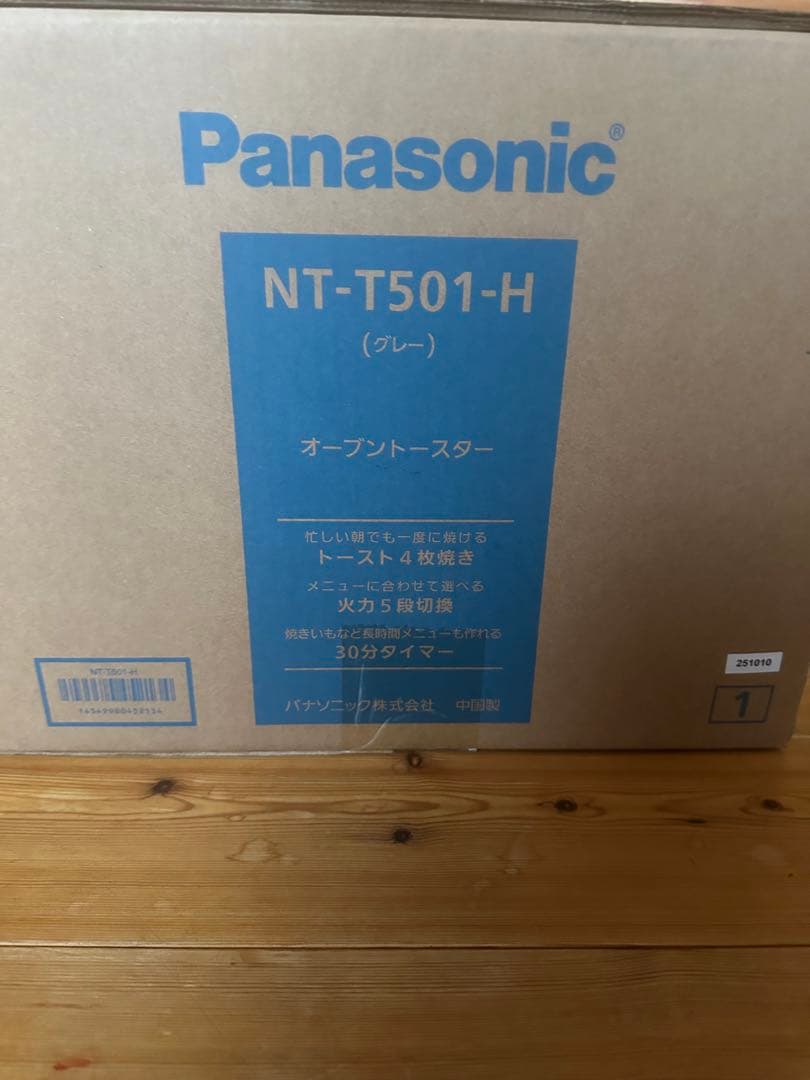 Panasonic®
NT-T501-H
(グレー)
オーブントースター
忙しい朝でも一度に焼ける
トースト4枚焼き
メニューに合わせて選べる
火力5段切換
焼きいもなど長時間メニューも作れる
30分タイマー
パナソニック株式会社 中国製
NT-T501-H
251010
1